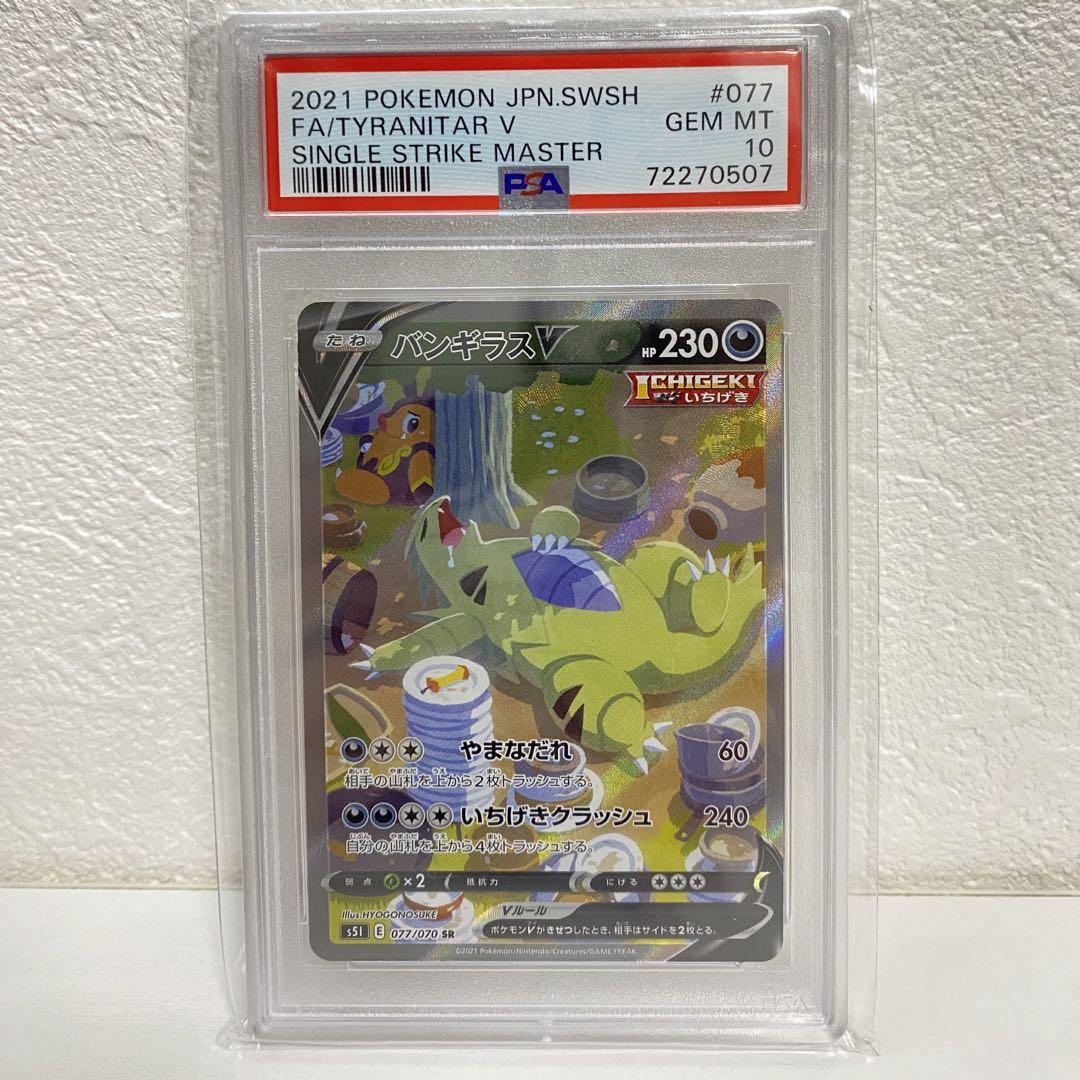 2021 POKEMON JPN.SWSH #077
FA/TYRANITAR V GEM MT
SINGLE STRIKE MASTER 10
PSA 72270507
たね バンギラスV HP 230
ICHIGEKI
いちげき
やまなだれ 60
相手の山札を上から2枚トラッシュする。
いちげきクラッシュ 240
自分の山札を上から4枚トラッシュする。
弱点 ×2 抵抗力 にげる
Illus.HYOGONOSUKE Vルール
s5I E 077/070 SR ポケモンVがきぜつしたとき、相手はサイドを2枚とる。
©2021 Pokémon/Nintendo/Creatures/GAME FREAK.